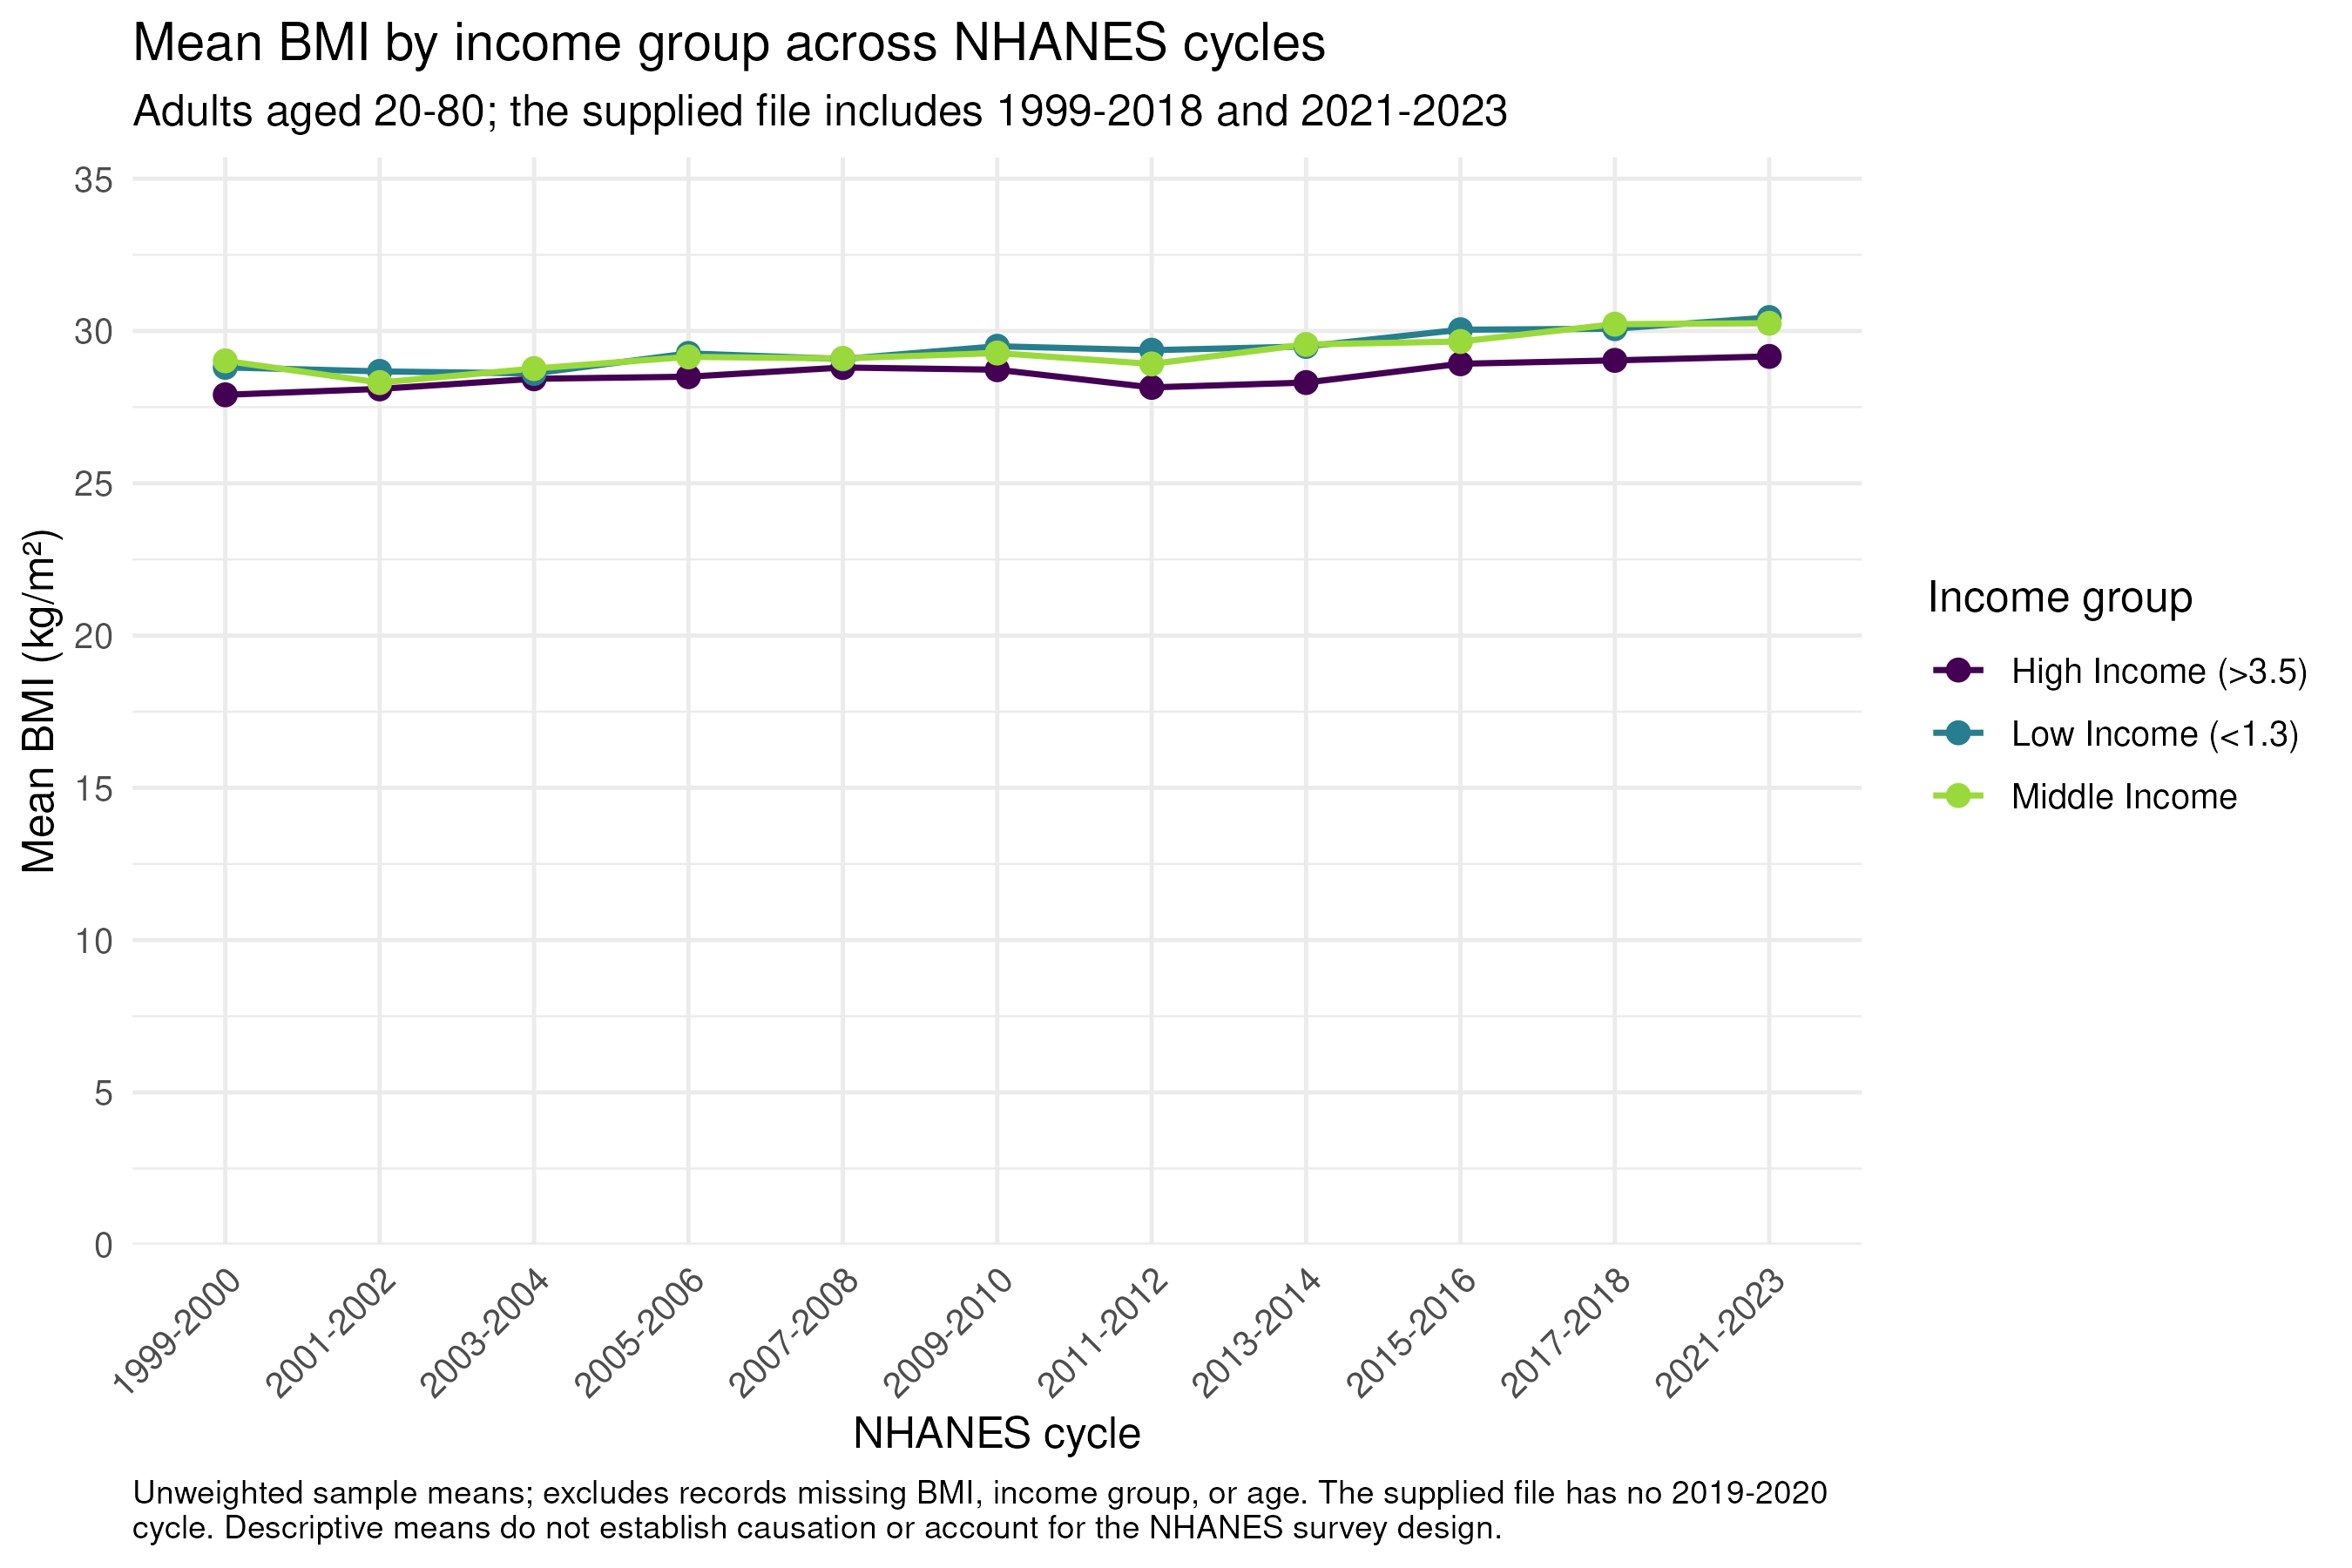 Mean BMI by income group across NHANES cycles
Adults aged 20-80; the supplied file includes 1999-2018 and 2021-2023
Mean BMI (kg/m²)
35
30
25
20
15
10
5
0
1999-2000
2001-2002
2003-2004
2005-2006
2007-2008
2009-2010
2011-2012
2013-2014
2015-2016
2017-2018
2021-2023
NHANES cycle
Income group
High Income (>3.5)
Low Income (<1.3)
Middle Income
Unweighted sample means; excludes records missing BMI, income group, or age. The supplied file has no 2019-2020
cycle. Descriptive means do not establish causation or account for the NHANES survey design.